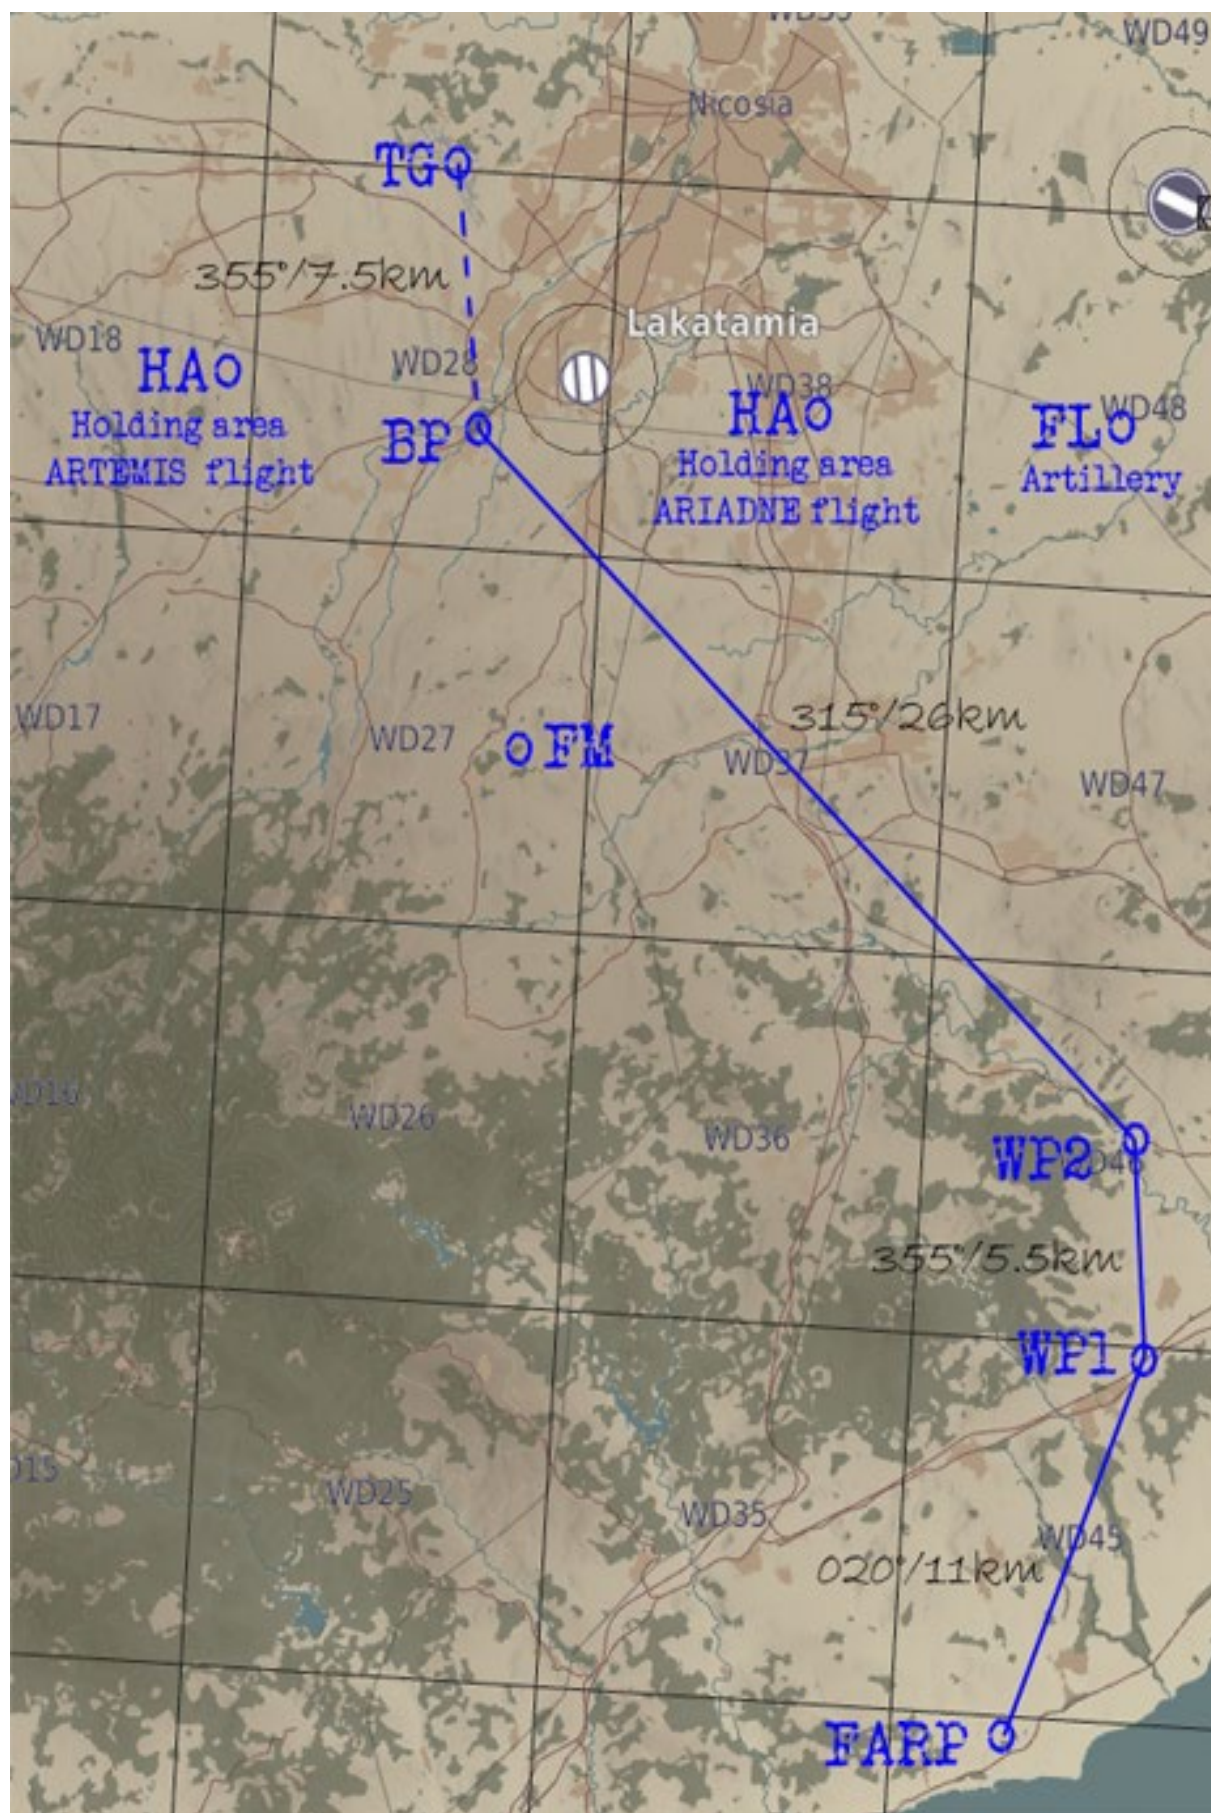 WD49
Nicosia
TGO
355°/7.5km
Lakatamia
WD18
WD28
WD38
WD48
HAO
Holding area
ARTEMIS flight
BP
HAO
Holding area
ARIADNE flight
FLO
Artillery
WD17
WD27
FM
315°/26km
WD37
WD47
WD26
WD36
WP2
355°/5.5km
WP1
WD25
WD35
WD45
020°/11km
FARP